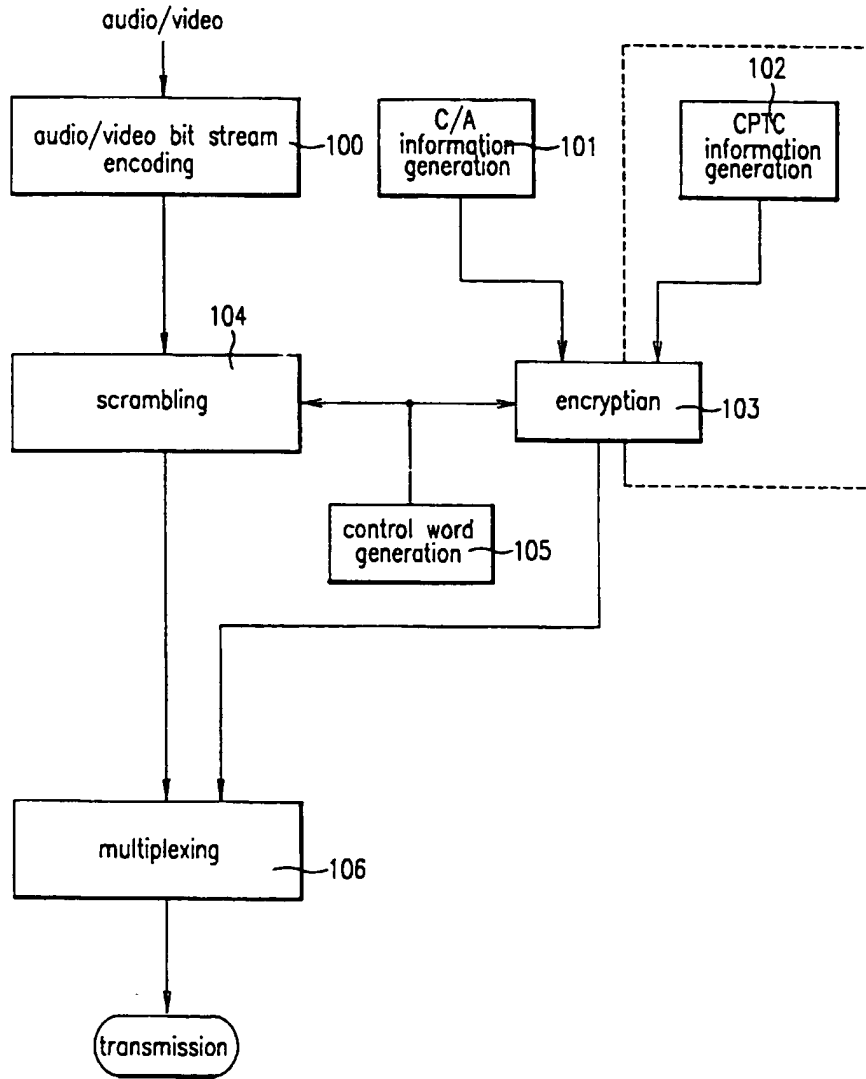 audio/video
audio/video bit stream
encoding
100
C/A
information
generation
101
102
CPTC
information
generation
104
scrambling
encryptian
103
control word
generation
105
multiplexing
106
transmission